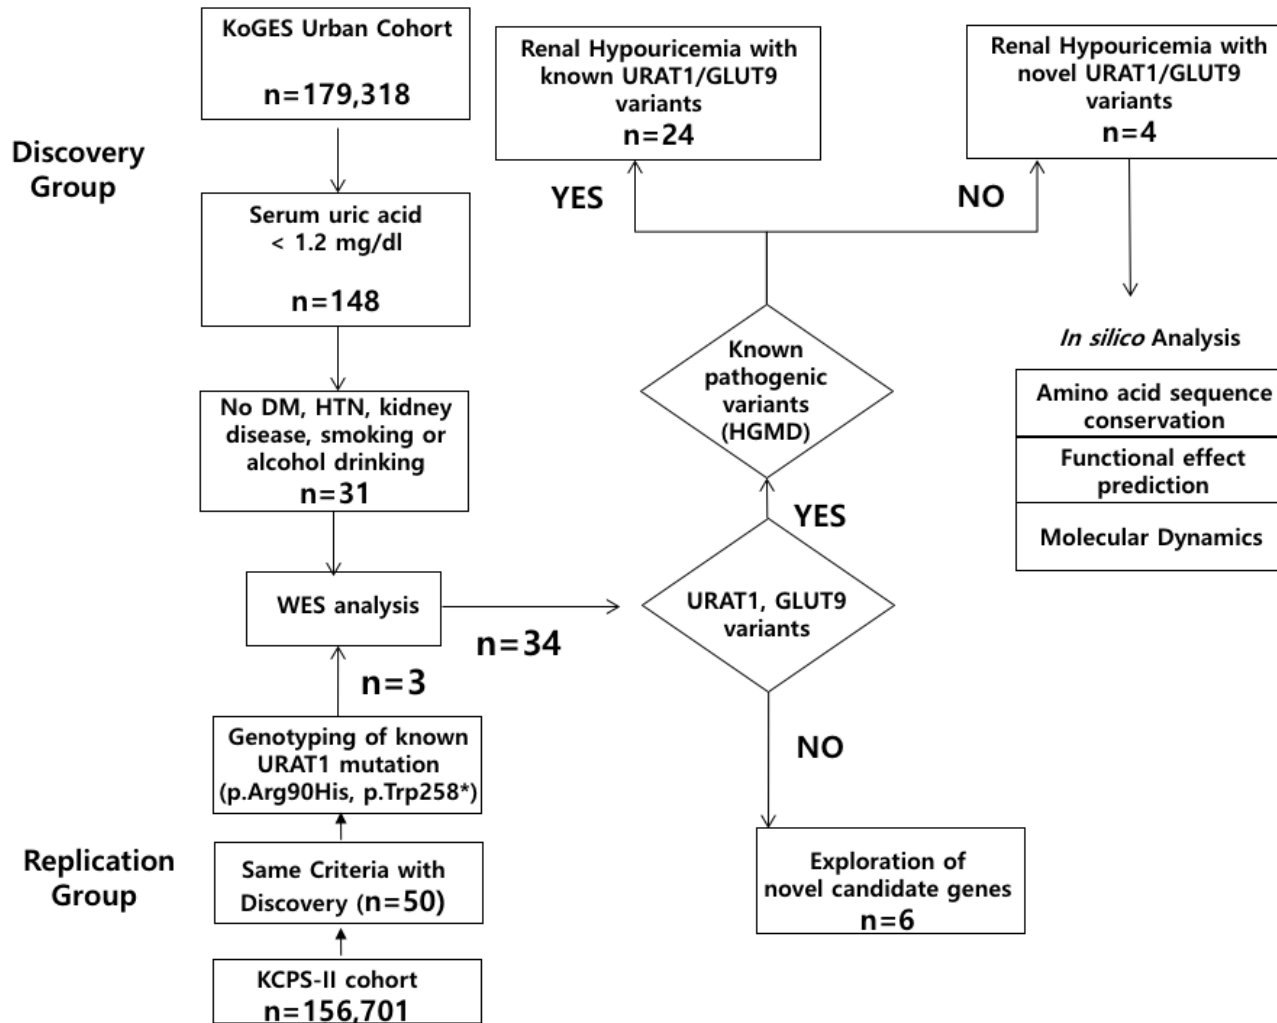 KoGES Urban Cohort
n=179,318
Discovery
Group
Serum uric acid
< 1.2 mg/dl
n=148
No DM, HTN, kidney
disease, smoking or
alcohol drinking
n=31
WES analysis
n=34
n=3
Genotyping of known
URAT1 mutation
(p.Arg90His, p.Trp258*)
Replication
Group
Same Criteria with
Discovery (n=50)
KCPS-II cohort
n=156,701
Renal Hypouricemia with
known URAT1/GLUT9
variants
n=24
Renal Hypouricemia with
novel URAT1/GLUT9
variants
n=4
YES
NO
Known
pathogenic
variants
(HGMD)
YES
URAT1, GLUT9
variants
NO
Exploration of
novel candidate genes
n=6
In silico Analysis
Amino acid sequence
conservation
Functional effect
prediction
Molecular Dynamics